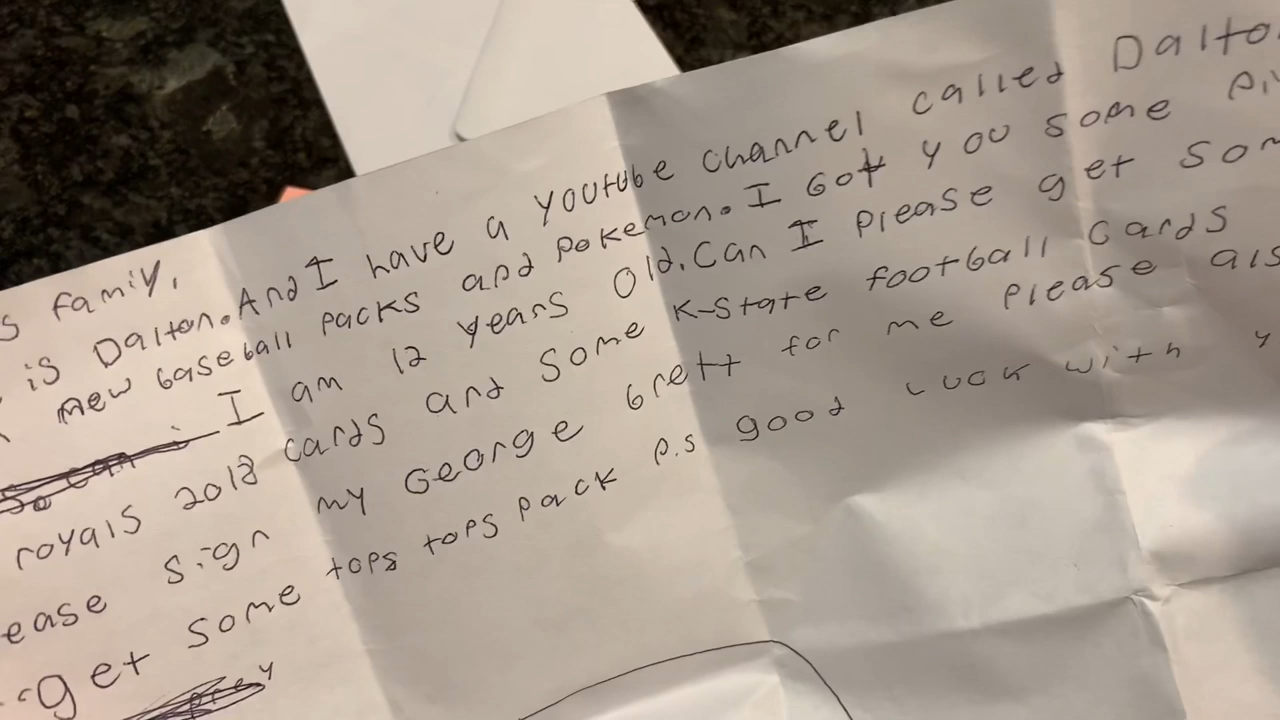 s Famiy,
is Dalton. And I have a youtube channel called Dalto
new baseball packs and pokemon. I Got you some
I am 12 years Old. Can I please get som
royals 2018 cards and some K-state football cards
ease sign my George brett for me please als
get some tops tops pack p.s good luck with y